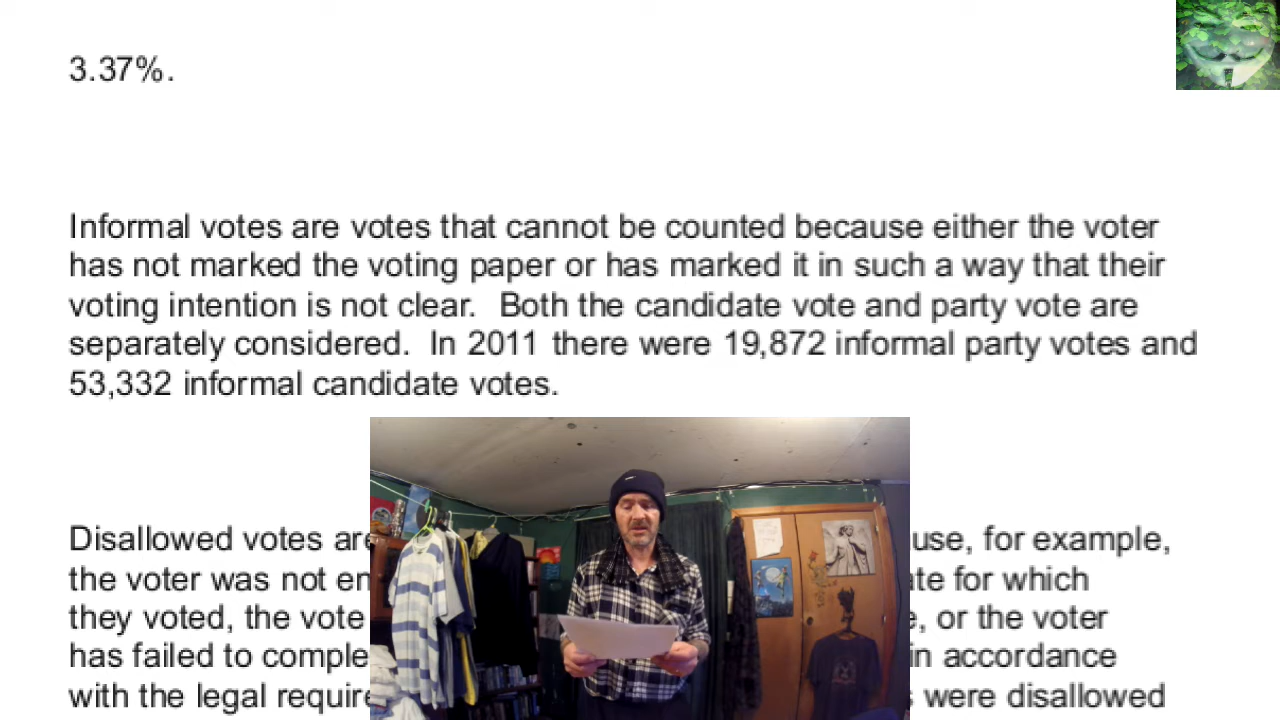 3.37%.
Informal votes are votes that cannot be counted because either the voter
has not marked the voting paper or has marked it in such a way that their
voting intention is not clear. Both the candidate vote and party vote are
separately considered. In 2011 there were 19,872 informal party votes and
53,332 informal candidate votes.
Disallowed votes are use, for example,
the voter was not en te for which
they voted, the vote e, or the voter
has failed to comple in accordance
with the legal require s were disallowed